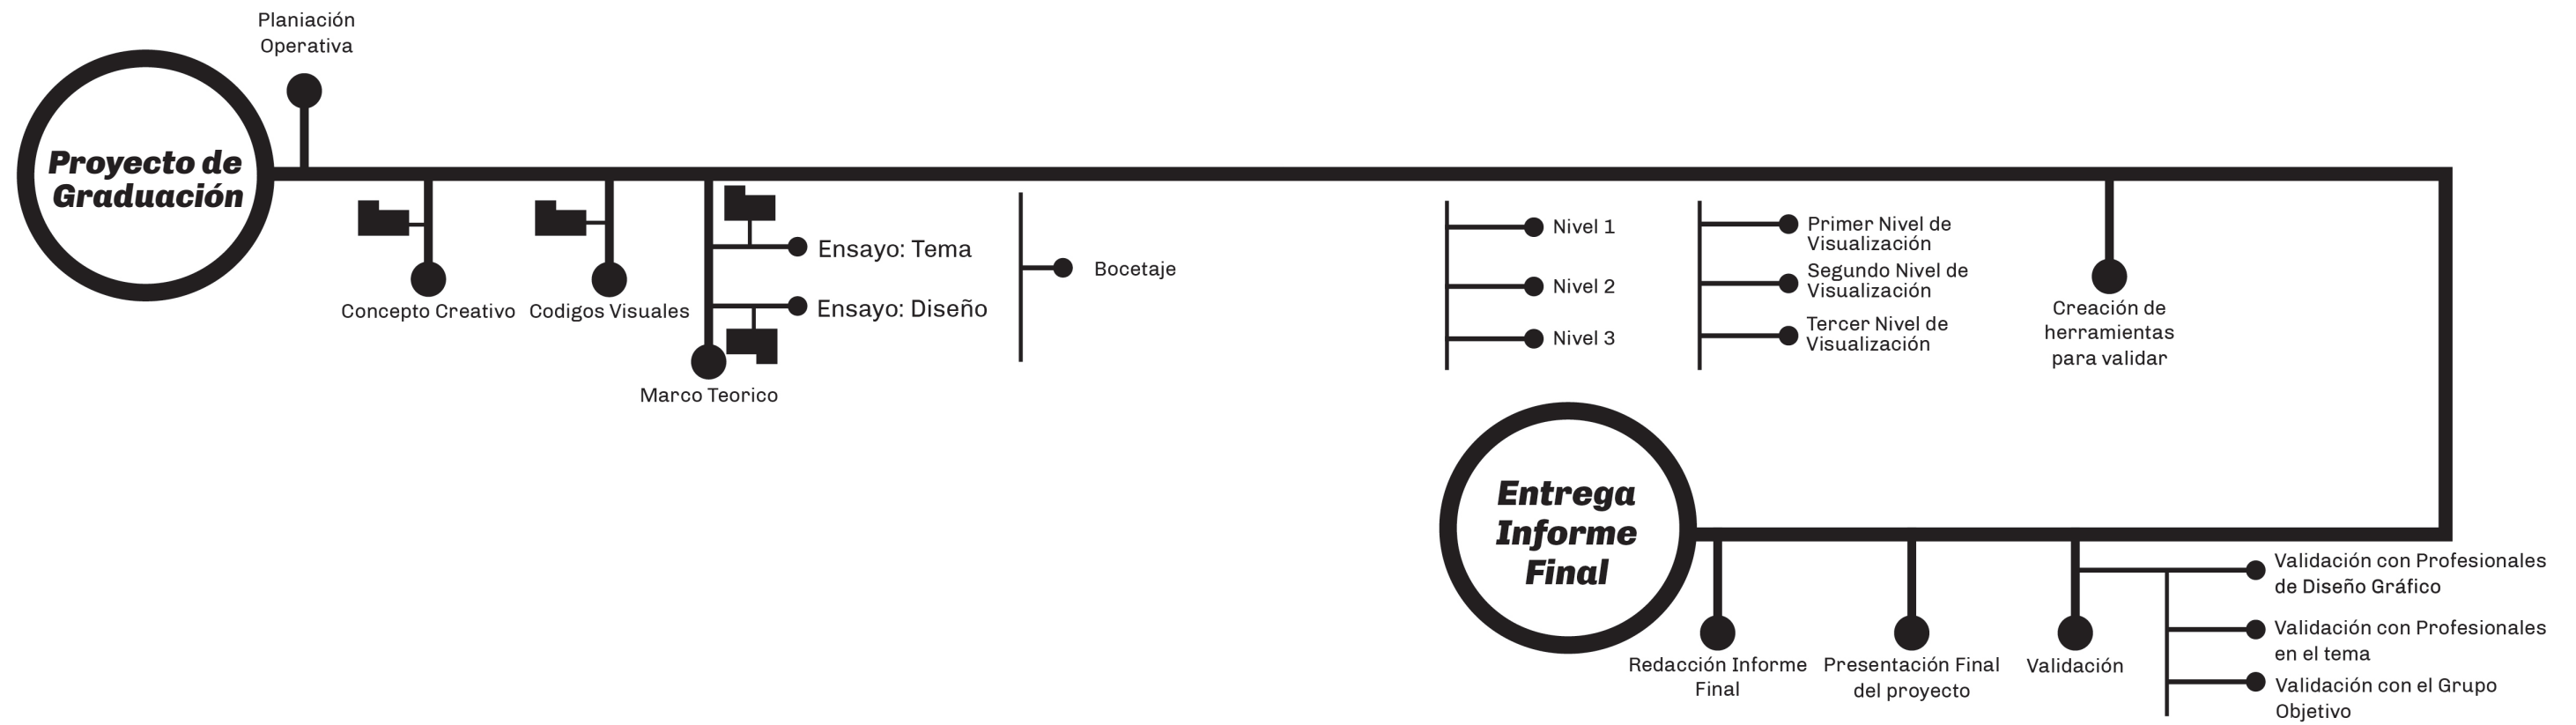 Planiación
Operativa
Proyecto de
Graduación
Concepto Creativo
Codigos Visuales
Ensayo: Tema
Ensayo: Diseño
Marco Teorico
Bocetaje
Nivel 1
Nivel 2
Nivel 3
Primer Nivel de
Visualización
Segundo Nivel de
Visualización
Tercer Nivel de
Visualización
Creación de
herramientas
para validar
Entrega
Informe
Final
Redacción Informe
Final
Presentación Final
del proyecto
Validación
Validación con Profesionales
de Diseño Gráfico
Validación con Profesionales
en el tema
Validación con el Grupo
Objetivo